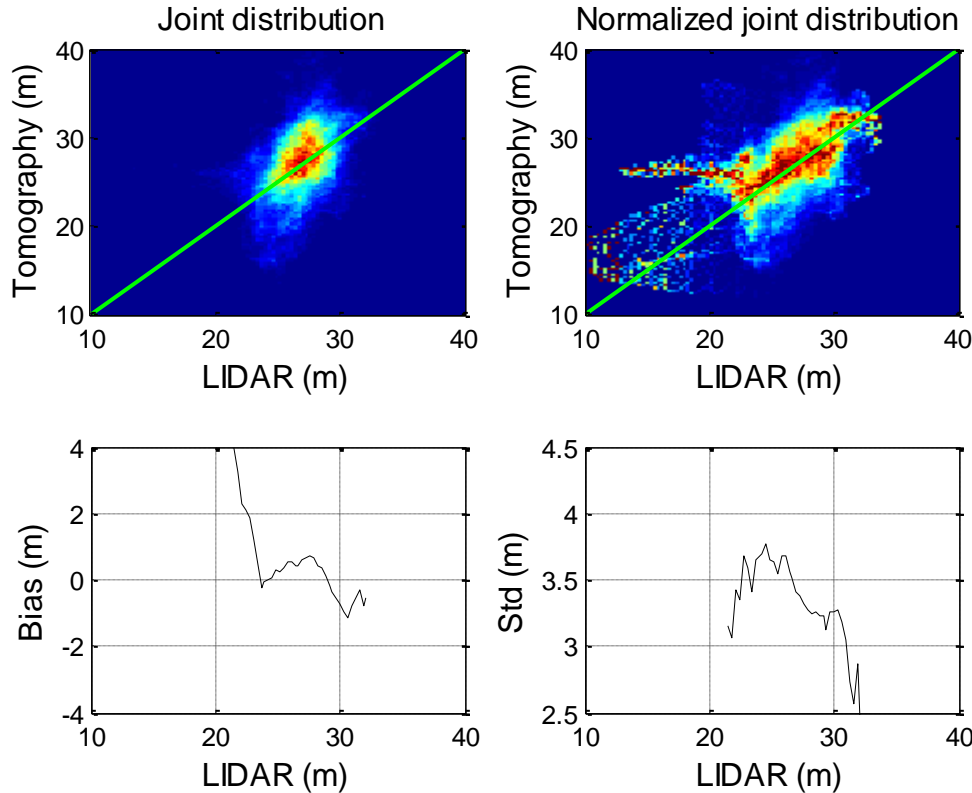 Joint distribution
Normalized joint distribution
40
30
20
10
Tomography (m)
10 20 30 40
LIDAR (m)
40
30
20
10
Tomography (m)
10 20 30 40
LIDAR (m)
4
2
0
-2
-4
Bias (m)
10 20 30 40
LIDAR (m)
4.5
4
3.5
3
2.5
Std (m)
10 20 30 40
LIDAR (m)